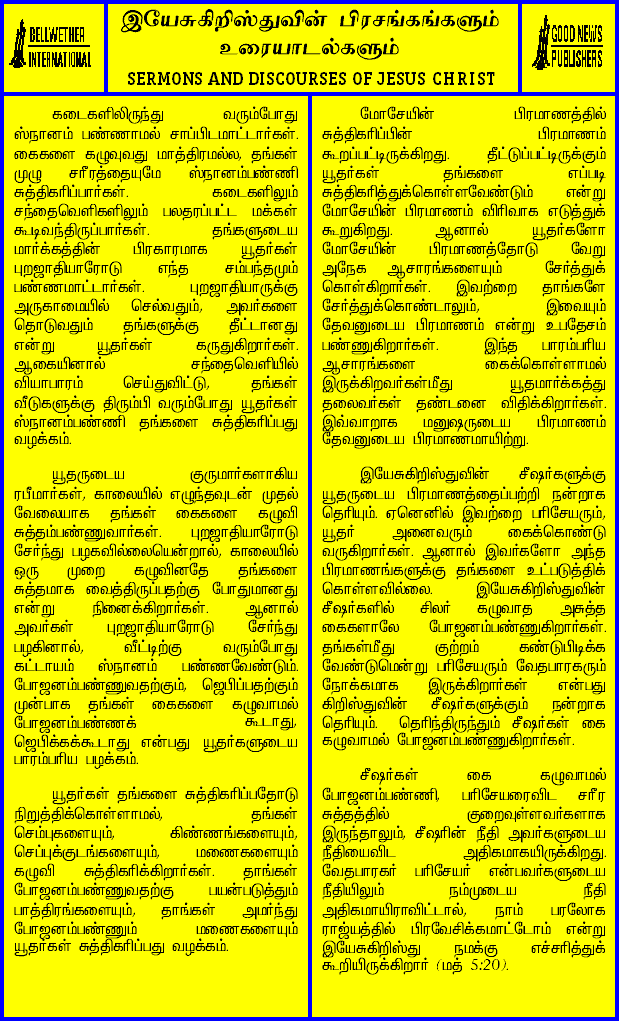 BELLWETHER
INTERNATIONAL
இயேசுகிறிஸ்துவின் பிரசங்கங்களும்
உரையாடல்களும்
SERMONS AND DISCOURSES OF JESUS CHRIST
GOOD NEWS
PUBLISHERS
கடைகளிலிருந்து வரும்போது
ஸ்நானம் பண்ணாமல் சாப்பிடமாட்டார்கள்.
கைகளை கழுவுவது மாத்திரமல்ல, தங்கள்
முழு சரீரத்தையுமே ஸ்நானம்பண்ணி
சுத்திகரிப்பார்கள். கடைகளிலும்
சந்தைவெளிகளிலும் பலதரப்பட்ட மக்கள்
கூடிவந்திருப்பார்கள். தங்களுடைய
மார்க்கத்தின் பிரகாரமாக யூதர்கள்
புறஜாதியாரோடு எந்த சம்பந்தமும்
பண்ணமாட்டார்கள். புறஜாதியாருக்கு
அருகாமையில் செல்வதும், அவர்களை
தொடுவதும் தங்களுக்கு தீட்டானது
என்று யூதர்கள் கருதுகிறார்கள்.
ஆகையினால் சந்தைவெளியில்
வியாபாரம் செய்துவிட்டு, தங்கள்
வீடுகளுக்கு திரும்பி வரும்போது யூதர்கள்
ஸ்நானம்பண்ணி தங்களை சுத்திகரிப்பது
வழக்கம்.
யூதருடைய குருமார்களாகிய
ரபீமார்கள், காலையில் எழுந்தவுடன் முதல்
வேலையாக தங்கள் கைகளை கழுவி
சுத்தம்பண்ணுவார்கள். புறஜாதியாரோடு
சேர்ந்து பழகவில்லையென்றால், காலையில்
ஒரு முறை கழுவினதே தங்களை
சுத்தமாக வைத்திருப்பதற்கு போதுமானது
என்று நினைக்கிறார்கள். ஆனால்
அவர்கள் புறஜாதியாரோடு சேர்ந்து
பழகினால், வீட்டிற்கு வரும்போது
கட்டாயம் ஸ்நானம் பண்ணவேண்டும்.
போஜனம்பண்ணுவதற்கும், ஜெபிப்பதற்கும்
முன்பாக தங்கள் கைகளை கழுவாமல்
போஜனம்பண்ணக் கூடாது,
ஜெபிக்கக்கூடாது என்பது யூதர்களுடைய
பாரம்பரிய பழக்கம்.
யூதர்கள் தங்களை சுத்திகரிப்பதோடு
நிறுத்திக்கொள்ளாமல், தங்கள்
செம்புகளையும், கிண்ணங்களையும்,
செப்புக்குடங்களையும், மணைகளையும்
கழுவி சுத்திகரிக்கிறார்கள். தாங்கள்
போஜனம்பண்ணுவதற்கு பயன்படுத்தும்
பாத்திரங்களையும், தாங்கள் அமர்ந்து
போஜனம்பண்ணும் மணைகளையும்
யூதர்கள் சுத்திகரிப்பது வழக்கம்.
மோசேயின் பிரமாணத்தில்
சுத்திகரிப்பின் பிரமாணம்
கூறப்பட்டிருக்கிறது. தீட்டுப்பட்டிருக்கும்
யூதர்கள் தங்களை எப்படி
சுத்திகரித்துக்கொள்ளவேண்டும் என்று
மோசேயின் பிரமாணம் விரிவாக எடுத்துக்
கூறுகிறது. ஆனால் யூதர்களோ
மோசேயின் பிரமாணத்தோடு வேறு
அநேக ஆசாரங்களையும் சேர்த்துக்
கொள்கிறார்கள். இவற்றை தாங்களே
சேர்த்துக்கொண்டாலும், இவையும்
தேவனுடைய பிரமாணம் என்று உபதேசம்
பண்ணுகிறார்கள். இந்த பாரம்பரிய
ஆசாரங்களை கைக்கொள்ளாமல்
இருக்கிறவர்கள்மீது யூதமார்க்கத்து
தலைவர்கள் தண்டனை விதிக்கிறார்கள்.
இவ்வாறாக மனுஷருடைய பிரமாணம்
தேவனுடைய பிரமாணமாயிற்று.
இயேசுகிறிஸ்துவின் சீஷர்களுக்கு
யூதருடைய பிரமாணத்தைப்பற்றி நன்றாக
தெரியும். ஏனெனில் இவற்றை பரிசேயரும்,
யூதர் அனைவரும் கைக்கொண்டு
வருகிறார்கள். ஆனால் இவர்களோ அந்த
பிரமாணங்களுக்கு தங்களை உட்படுத்திக்
கொள்ளவில்லை. இயேசுகிறிஸ்துவின்
சீஷர்களில் சிலர் கழுவாத அசுத்த
கைகளாலே போஜனம்பண்ணுகிறார்கள்.
தங்கள்மீது குற்றம் கண்டுபிடிக்க
வேண்டுமென்று பரிசேயரும் வேதபாரகரும்
நோக்கமாக இருக்கிறார்கள் என்பது
கிறிஸ்துவின் சீஷர்களுக்கும் நன்றாக
தெரியும். தெரிந்திருந்தும் சீஷர்கள் கை
கழுவாமல் போஜனம்பண்ணுகிறார்கள்.
சீஷர்கள் கை கழுவாமல்
போஜனம்பண்ணி, பரிசேயரைவிட சரீர
சுத்தத்தில் குறைவுள்ளவர்களாக
இருந்தாலும், சீஷரின் நீதி அவர்களுடைய
நீதியைவிட அதிகமாகயிருக்கிறது.
வேதபாரகர் பரிசேயர் என்பவர்களுடைய
நீதியிலும் நம்முடைய நீதி
அதிகமாயிராவிட்டால், நாம் பரலோக
ராஜ்யத்தில் பிரவேசிக்கமாட்டோம் என்று
இயேசுகிறிஸ்து நமக்கு எச்சரித்துக்
கூறியிருக்கிறார் (மத் 5:20).